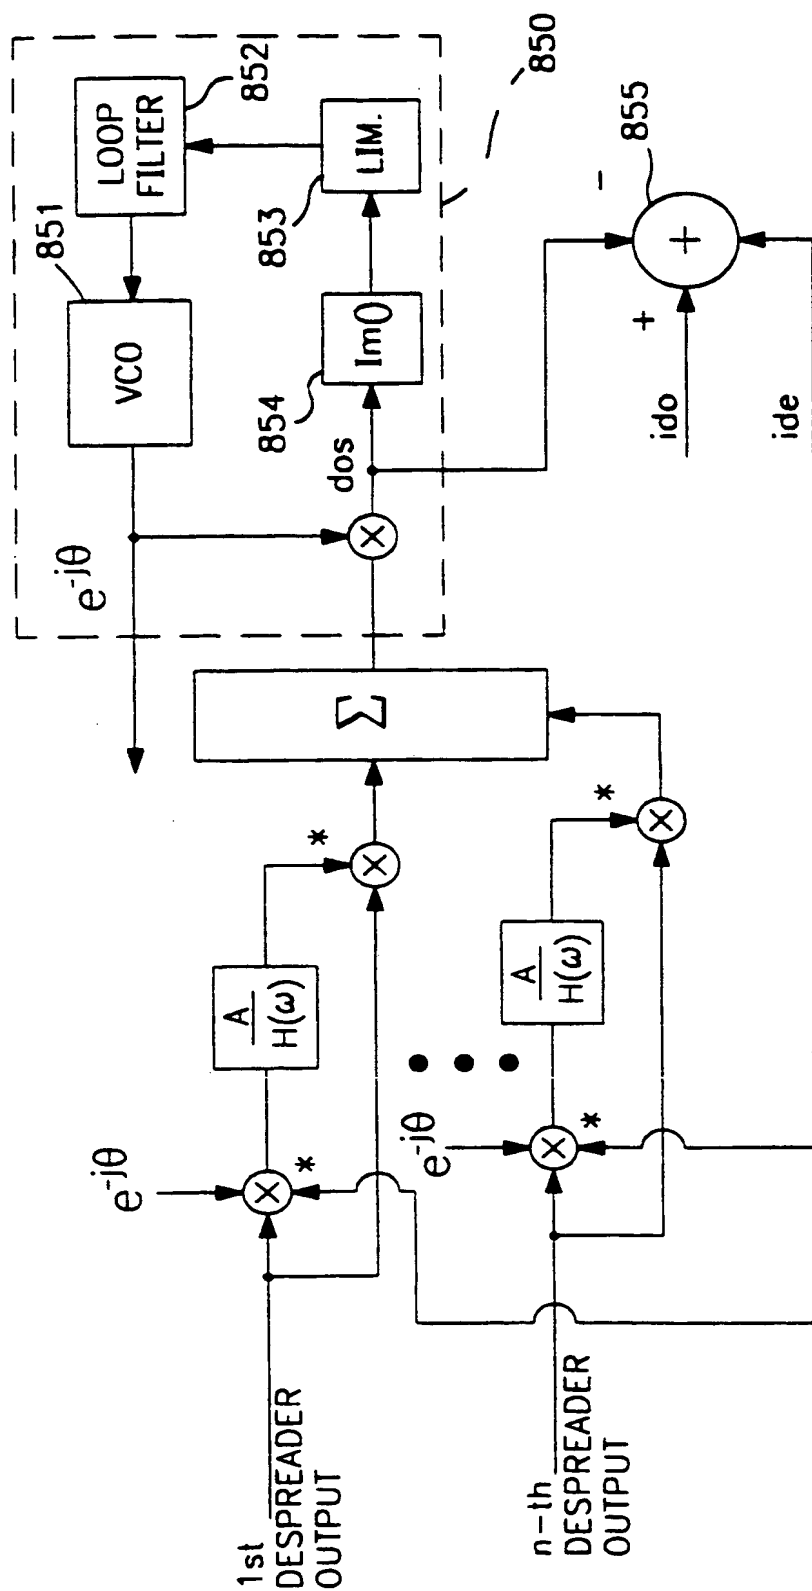 1st
DESPREADER
OUTPUT
n-th
DESPREADER
OUTPUT
e-jθ
*
A
H(ω)
*
e-jθ
*
A
H(ω)
*
Σ
e-jθ
VCO
851
LOOP
FILTER
852
dos
Im()
854
LIM.
853
850
ido
ide
+
+
−
855